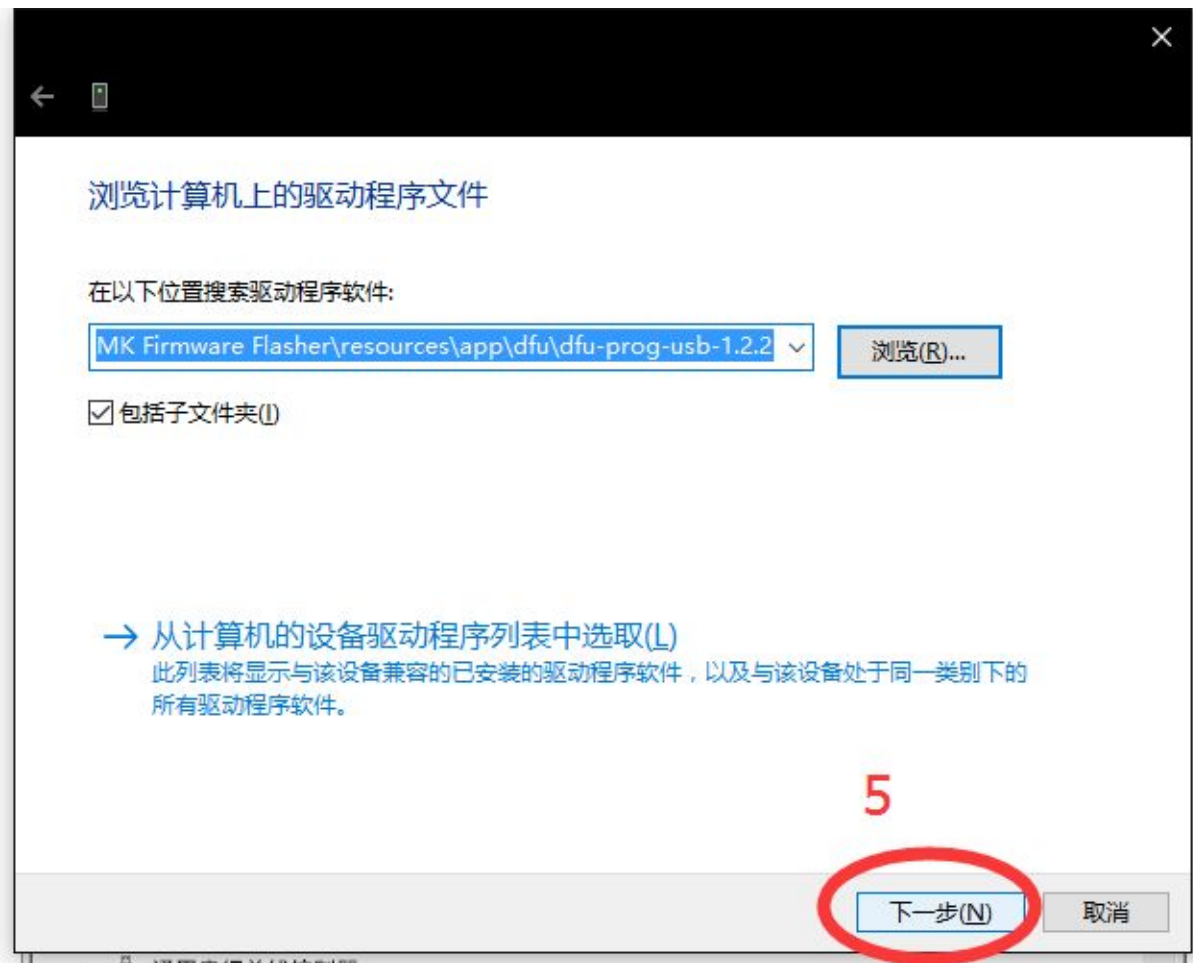 浏览计算机上的驱动程序文件
在以下位置搜索驱动程序软件:
MK Firmware Flasher\resources\app\dfu\dfu-prog-usb-1.2.2
浏览(R)...
包括子文件夹(I)
从计算机的设备驱动程序列表中选取(L)
此列表将显示与该设备兼容的已安装的驱动程序软件，以及与该设备处于同一类别下的
所有驱动程序软件。
5
下一步(N)
取消